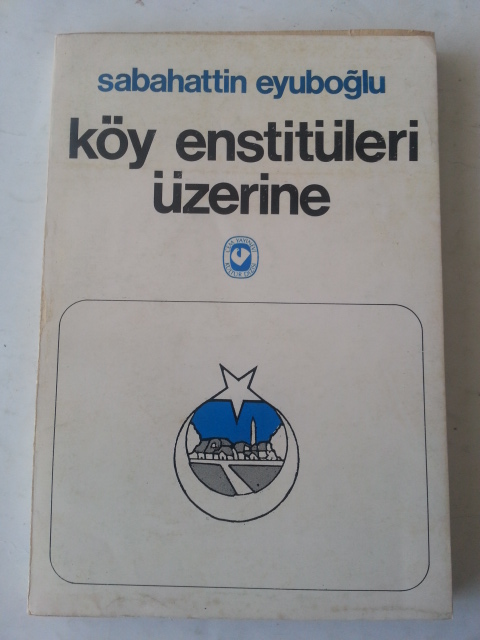 sabahattin eyuboğlu
köy enstitüleri
üzerine